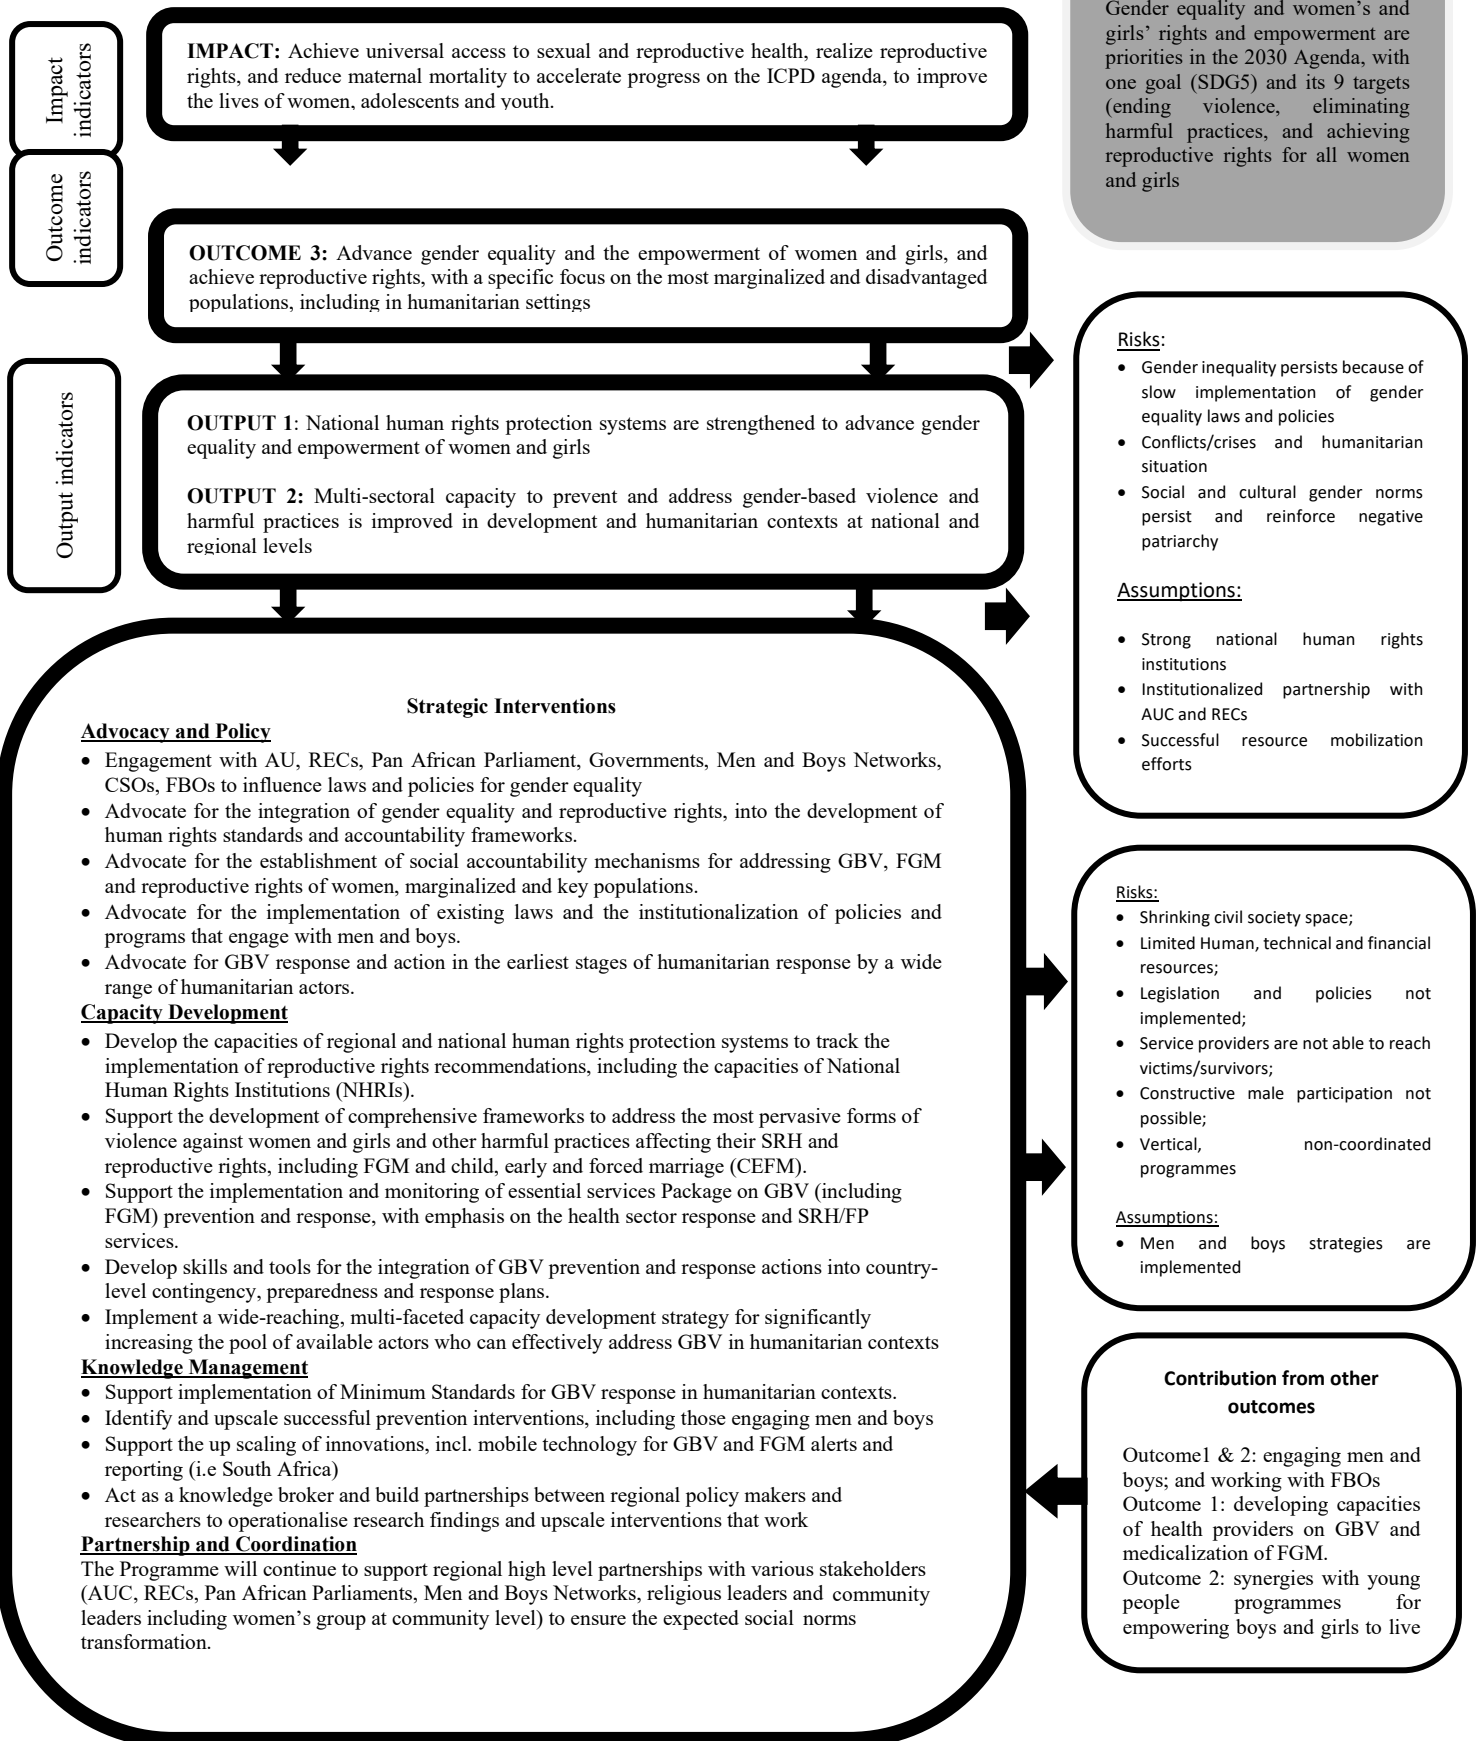 Impact
indicators
IMPACT: Achieve universal access to sexual and reproductive health, realize reproductive
rights, and reduce maternal mortality to accelerate progress on the ICPD agenda, to improve
the lives of women, adolescents and youth.
Gender equality and women’s and
girls’ rights and empowerment are
priorities in the 2030 Agenda, with
one goal (SDG5) and its 9 targets
(ending violence, eliminating
harmful practices, and achieving
reproductive rights for all women
and girls
Outcome
indicators
OUTCOME 3: Advance gender equality and the empowerment of women and girls, and
achieve reproductive rights, with a specific focus on the most marginalized and disadvantaged
populations, including in humanitarian settings
Output indicators
OUTPUT 1: National human rights protection systems are strengthened to advance gender
equality and empowerment of women and girls
OUTPUT 2: Multi-sectoral capacity to prevent and address gender-based violence and
harmful practices is improved in development and humanitarian contexts at national and
regional levels
Risks:
• Gender inequality persists because of
slow implementation of gender
equality laws and policies
• Conflicts/crises and humanitarian
situation
• Social and cultural gender norms
persist and reinforce negative
patriarchy
Assumptions:
• Strong national human rights
institutions
• Institutionalized partnership with
AUC and RECs
• Successful resource mobilization
efforts
Strategic Interventions
Advocacy and Policy
• Engagement with AU, RECs, Pan African Parliament, Governments, Men and Boys Networks,
CSOs, FBOs to influence laws and policies for gender equality
• Advocate for the integration of gender equality and reproductive rights, into the development of
human rights standards and accountability frameworks.
• Advocate for the establishment of social accountability mechanisms for addressing GBV, FGM
and reproductive rights of women, marginalized and key populations.
• Advocate for the implementation of existing laws and the institutionalization of policies and
programs that engage with men and boys.
• Advocate for GBV response and action in the earliest stages of humanitarian response by a wide
range of humanitarian actors.
Capacity Development
• Develop the capacities of regional and national human rights protection systems to track the
implementation of reproductive rights recommendations, including the capacities of National
Human Rights Institutions (NHRIs).
• Support the development of comprehensive frameworks to address the most pervasive forms of
violence against women and girls and other harmful practices affecting their SRH and
reproductive rights, including FGM and child, early and forced marriage (CEFM).
• Support the implementation and monitoring of essential services Package on GBV (including
FGM) prevention and response, with emphasis on the health sector response and SRH/FP
services.
• Develop skills and tools for the integration of GBV prevention and response actions into country-
level contingency, preparedness and response plans.
• Implement a wide-reaching, multi-faceted capacity development strategy for significantly
increasing the pool of available actors who can effectively address GBV in humanitarian contexts
Knowledge Management
• Support implementation of Minimum Standards for GBV response in humanitarian contexts.
• Identify and upscale successful prevention interventions, including those engaging men and boys
• Support the up scaling of innovations, incl. mobile technology for GBV and FGM alerts and
reporting (i.e South Africa)
• Act as a knowledge broker and build partnerships between regional policy makers and
researchers to operationalise research findings and upscale interventions that work
Partnership and Coordination
The Programme will continue to support regional high level partnerships with various stakeholders
(AUC, RECs, Pan African Parliaments, Men and Boys Networks, religious leaders and community
leaders including women’s group at community level) to ensure the expected social norms
transformation.
Risks:
• Shrinking civil society space;
• Limited Human, technical and financial
resources;
• Legislation and policies not
implemented;
• Service providers are not able to reach
victims/survivors;
• Constructive male participation not
possible;
• Vertical, non-coordinated
programmes
Assumptions:
• Men and boys strategies are
implemented
Contribution from other
outcomes
Outcome1 & 2: engaging men and
boys; and working with FBOs
Outcome 1: developing capacities
of health providers on GBV and
medicalization of FGM.
Outcome 2: synergies with young
people programmes for
empowering boys and girls to live